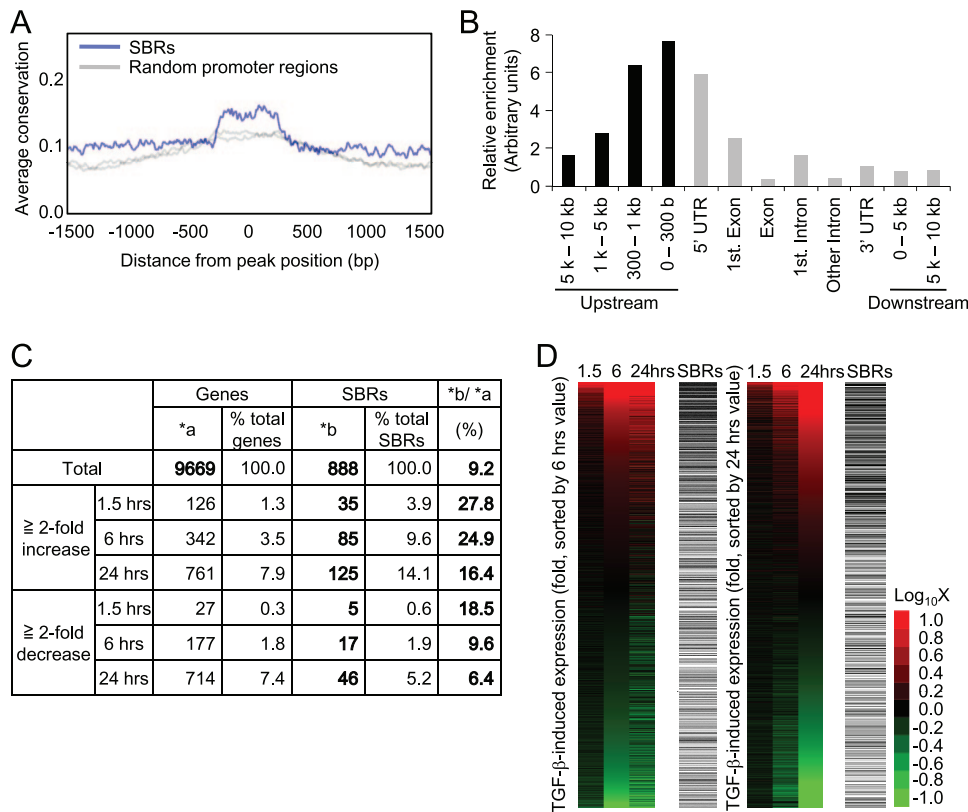 A
SBRs
Random promoter regions
Average conservation
0.2
0.1
0.0
-1500 -1000 -500 0 500 1000 1500
Distance from peak position (bp)
B
Relative enrichment
(Arbitrary units)
8
6
4
2
0
5 k – 10 kb
1 k – 5 kb
300 – 1 kb
0 – 300 b
5' UTR
1st. Exon
Exon
1st. Intron
Other Intron
3' UTR
0 – 5 kb
5 k – 10 kb
Upstream
Downstream
C
Genes SBRs *b/ *a
*a % total genes *b % total SBRs (%)
Total 9669 100.0 888 100.0 9.2
≧ 2-fold increase
1.5 hrs 126 1.3 35 3.9 27.8
6 hrs 342 3.5 85 9.6 24.9
24 hrs 761 7.9 125 14.1 16.4
≧ 2-fold decrease
1.5 hrs 27 0.3 5 0.6 18.5
6 hrs 177 1.8 17 1.9 9.6
24 hrs 714 7.4 46 5.2 6.4
D
1.5 6 24hrs SBRs
TGF-β-induced expression (fold, sorted by 6 hrs value)
1.5 6 24hrs SBRs
TGF-β-induced expression (fold, sorted by 24 hrs value)
Log10X
1.0
0.8
0.6
0.4
0.2
0.0
-0.2
-0.4
-0.6
-0.8
-1.0